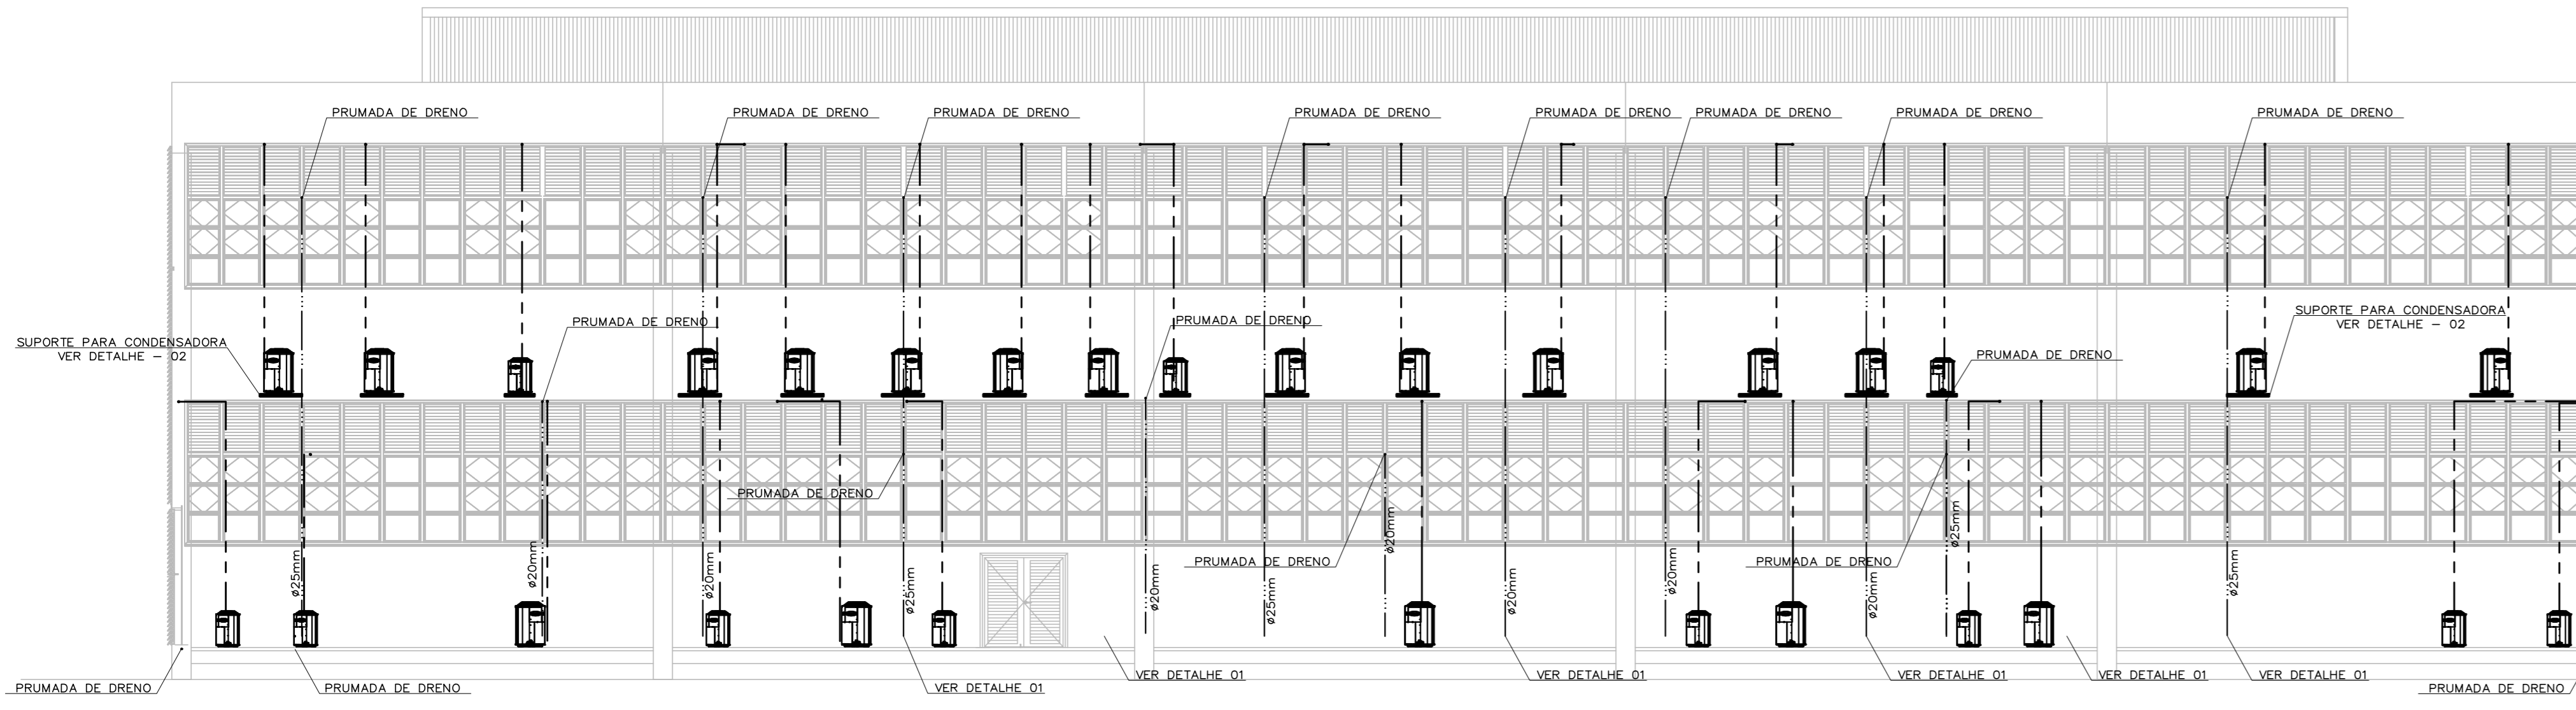 PRUMADA DE DRENO
PRUMADA DE DRENO
PRUMADA DE DRENO
PRUMADA DE DRENO
PRUMADA DE DRENO
PRUMADA DE DRENO
PRUMADA DE DRENO
PRUMADA DE DRENO
SUPORTE PARA CONDENSADORA
VER DETALHE - 02
PRUMADA DE DRENO
PRUMADA DE DRENO
PRUMADA DE DRENO
SUPORTE PARA CONDENSADORA
VER DETALHE - 02
PRUMADA DE DRENO
PRUMADA DE DRENO
PRUMADA DE DRENO
ø25mm
ø20mm
ø20mm
ø25mm
ø20mm
ø25mm
ø20mm
ø20mm
ø20mm
ø20mm
ø25mm
ø25mm
PRUMADA DE DRENO
PRUMADA DE DRENO
VER DETALHE 01
VER DETALHE 01
VER DETALHE 01
VER DETALHE 01
VER DETALHE 01
VER DETALHE 01
PRUMADA DE DRENO